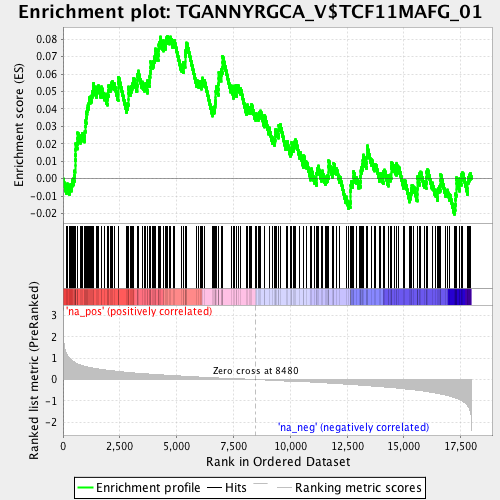 Enrichment plot: TGANNYRGCA_V$TCF11MAFG_01
Enrichment score (ES)
0.08
0.07
0.06
0.05
0.04
0.03
0.02
0.01
0.00
-0.01
-0.02
'na_pos' (positively correlated)
Ranked list metric (PreRanked)
3
2
1
0
-1
-2
Zero cross at 8480
'na_neg' (negatively correlated)
0
2,500
5,000
7,500
10,000
12,500
15,000
17,500
Rank in Ordered Dataset
Enrichment profile
Hits
Ranking metric scores